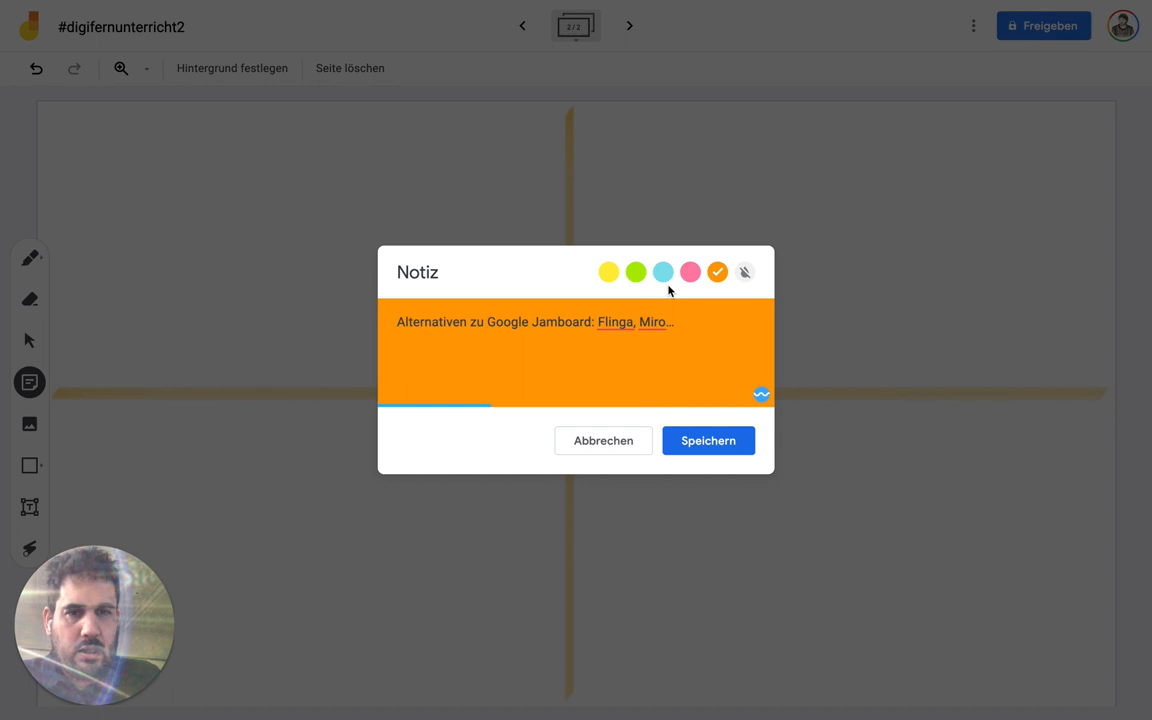 #digifernunterricht2
2/2
Freigeben
Hintergrund festlegen
Seite löschen
Notiz
Alternativen zu Google Jamboard: Flinga, Miro...
Abbrechen
Speichern
T